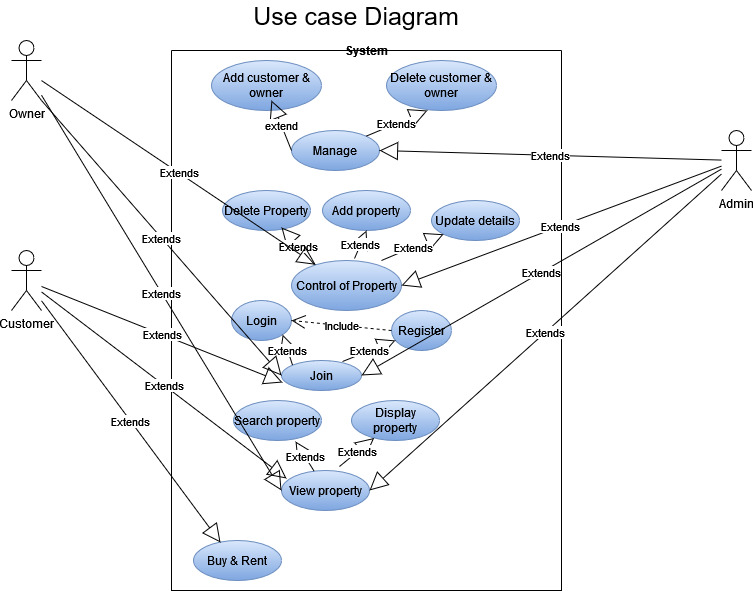 Use case Diagram
System
Add customer &
owner
Delete customer &
owner
Owner
extend
Extends
Manage
Extends
Admin
Extends
Delete Property
Add property
Update details
Extends
Extends
Extends
Extends
Extends
Control of Property
Extends
Extends
Customer
Login
Include
Register
Extends
Extends
Extends
Extends
Extends
Join
Extends
Search property
Display
property
Extends
Extends
Extends
View property
Buy & Rent